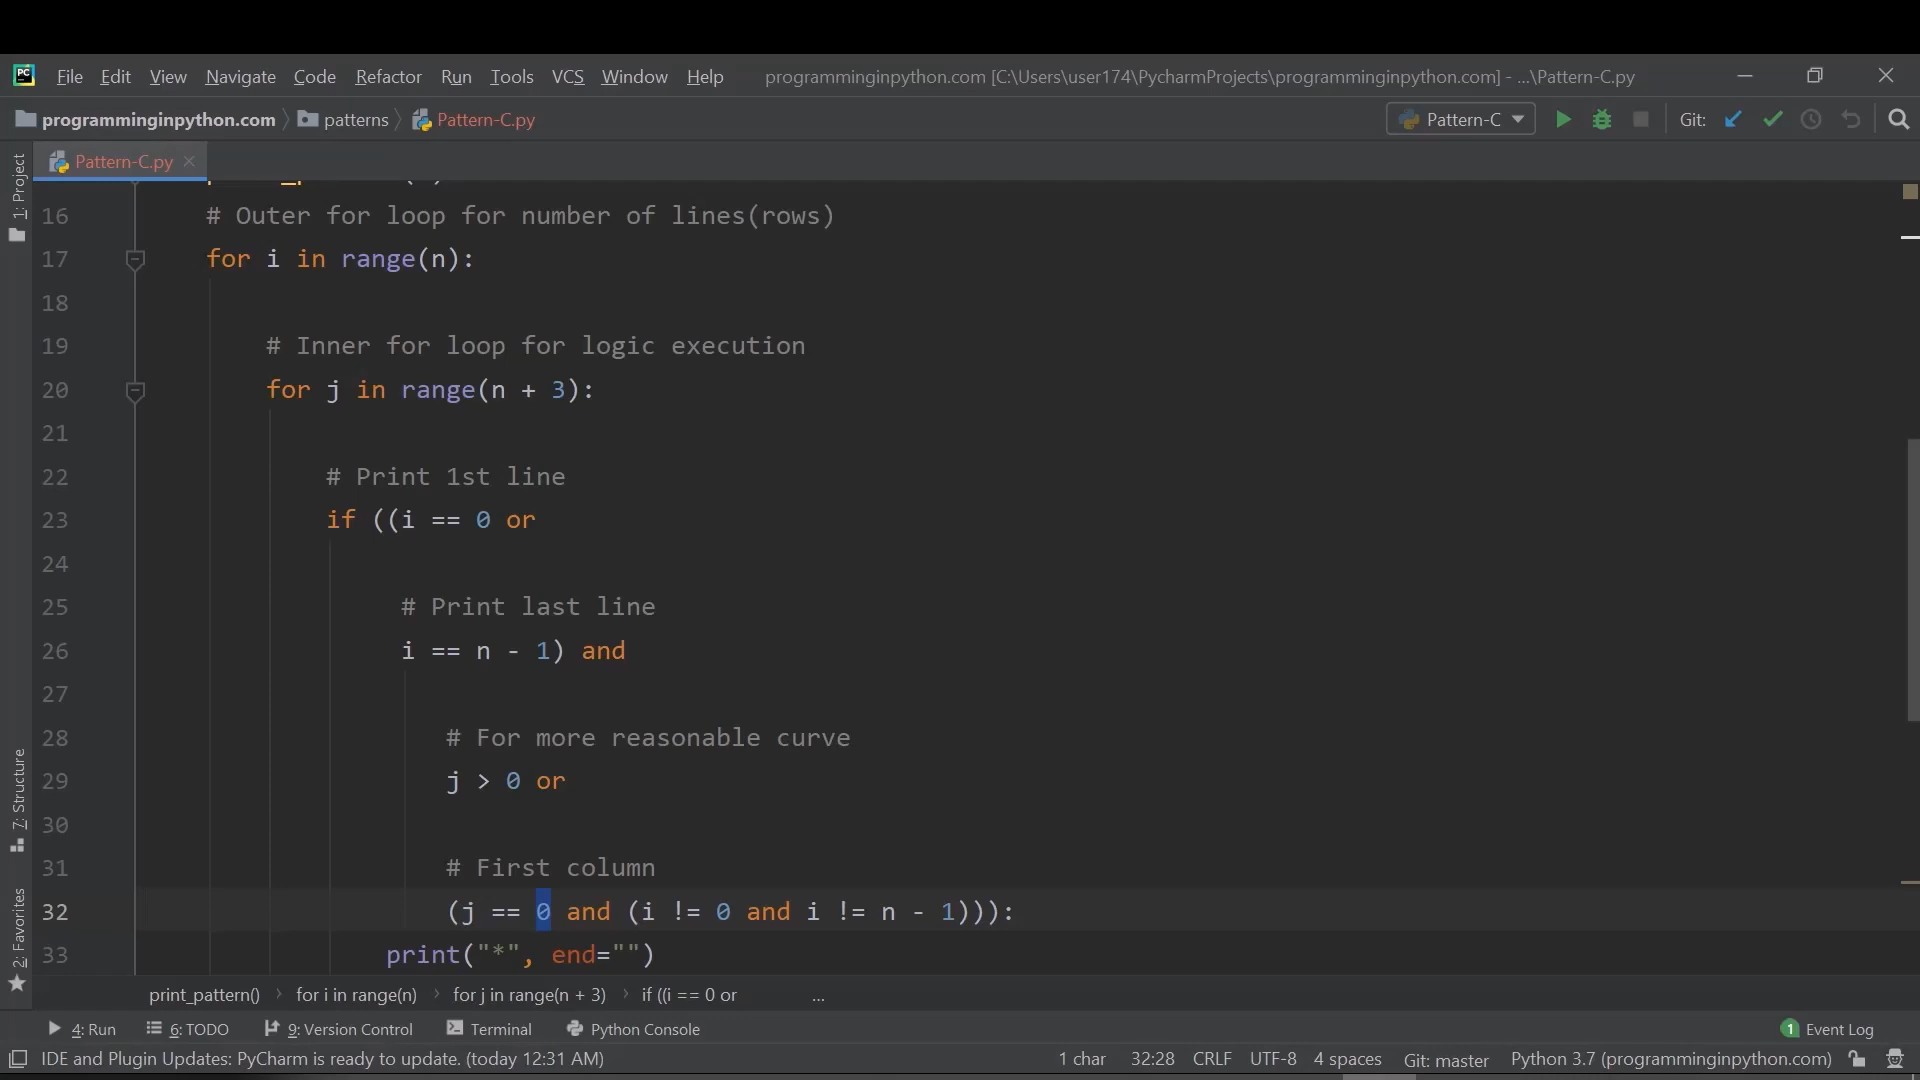 PC File Edit View Navigate Code Refactor Run Tools VCS Window Help programminginpython.com [C:\Users\user174\PycharmProjects\programminginpython.com] - ...\Pattern-C.py
programminginpython.com patterns Pattern-C.py Pattern-C Git:
Pattern-C.py
1: Project
7: Structure
2: Favorites
16 # Outer for loop for number of lines(rows)
17 for i in range(n):
18
19 # Inner for loop for logic execution
20 for j in range(n + 3):
21
22 # Print 1st line
23 if ((i == 0 or
24
25 # Print last line
26 i == n - 1) and
27
28 # For more reasonable curve
29 j > 0 or
30
31 # First column
32 (j == 0 and (i != 0 and i != n - 1))):
33 print("*", end="")
print_pattern() for i in range(n) for j in range(n + 3) if ((i == 0 or ...
4: Run 6: TODO 9: Version Control Terminal Python Console 1 Event Log
IDE and Plugin Updates: PyCharm is ready to update. (today 12:31 AM) 1 char 32:28 CRLF UTF-8 4 spaces Git: master Python 3.7 (programminginpython.com)